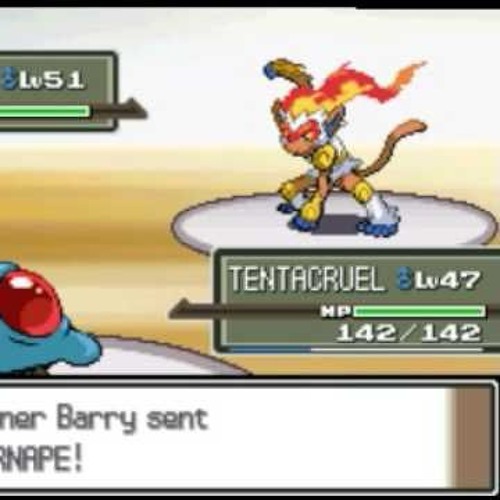 ♂Lv51
TENTACRUEL ♂Lv47
HP
142/142
ner Barry sent
RNAPE!